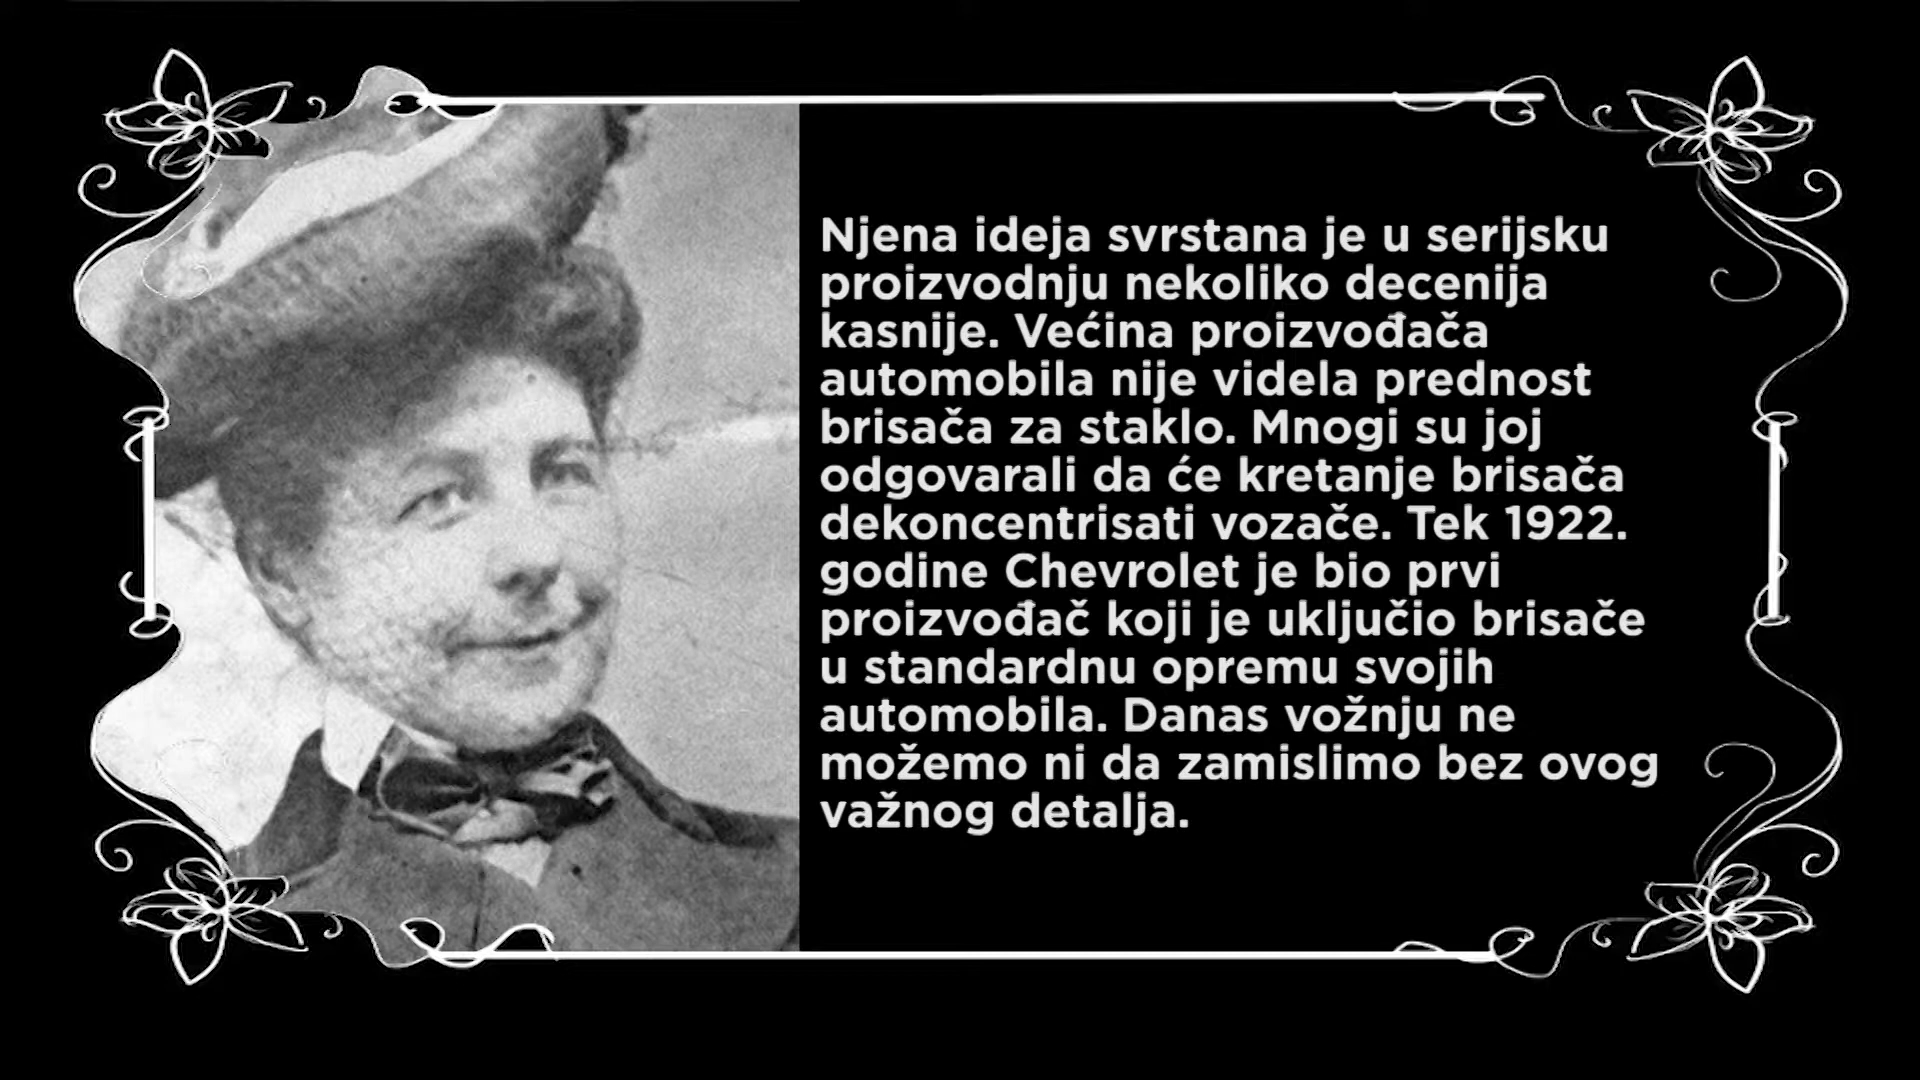 Njena ideja svrstana je u serijsku
proizvodnju nekoliko decenija
kasnije. Većina proizvođača
automobila nije videla prednost
brisača za staklo. Mnogi su joj
odgovarali da će kretanje brisača
dekoncentrisati vozače. Tek 1922.
godine Chevrolet je bio prvi
proizvođač koji je uključio brisače
u standardnu opremu svojih
automobila. Danas vožnju ne
možemo ni da zamislimo bez ovog
važnog detalja.